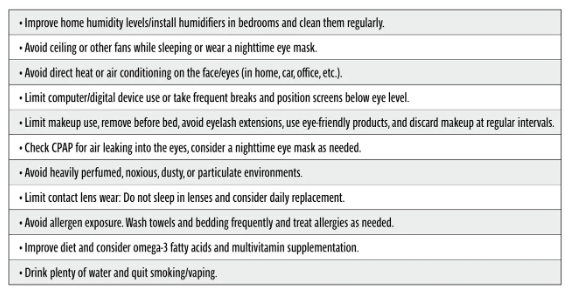 • Improve home humidity levels/install humidifiers in bedrooms and clean them regularly.
• Avoid ceiling or other fans while sleeping or wear a nighttime eye mask.
• Avoid direct heat or air conditioning on the face/eyes (in home, car, office, etc.).
• Limit computer/digital device use or take frequent breaks and position screens below eye level.
• Limit makeup use, remove before bed, avoid eyelash extensions, use eye-friendly products, and discard makeup at regular intervals.
• Check CPAP for air leaking into the eyes, consider a nighttime eye mask as needed.
• Avoid heavily perfumed, noxious, dusty, or particulate environments.
• Limit contact lens wear: Do not sleep in lenses and consider daily replacement.
• Avoid allergen exposure. Wash towels and bedding frequently and treat allergies as needed.
• Improve diet and consider omega-3 fatty acids and multivitamin supplementation.
• Drink plenty of water and quit smoking/vaping.